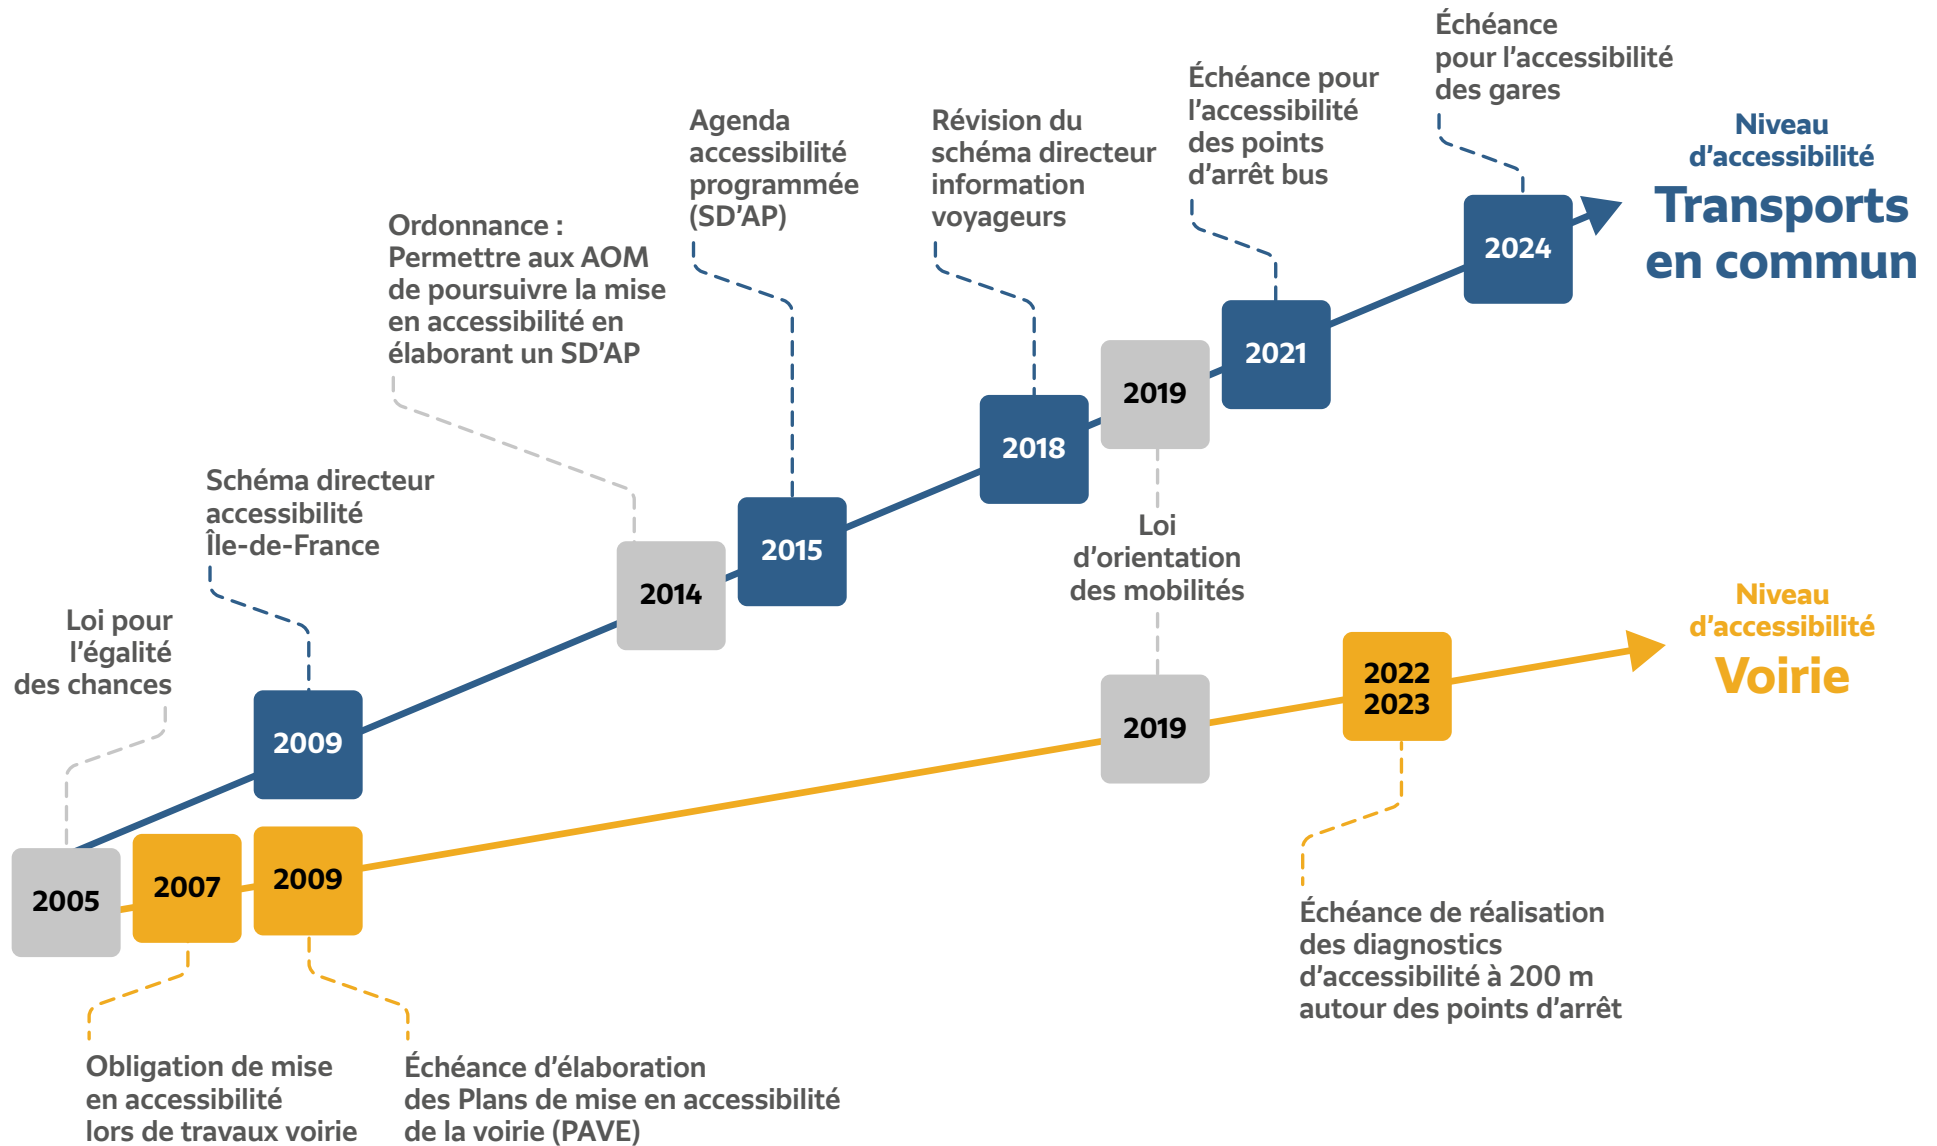 Échéance
pour l'accessibilité
des gares
Échéance pour
l'accessibilité
des points
d'arrêt bus
Agenda
accessibilité
programmée
(SD'AP)
Révision du
schéma directeur
information
voyageurs
Niveau
d'accessibilité
Transports
en commun
Ordonnance :
Permettre aux AOM
de poursuivre la mise
en accessibilité en
élaborant un SD'AP
2024
2021
2019
2018
Schéma directeur
accessibilité
Île-de-France
2015
2014
Loi
d'orientation
des mobilités
Loi pour
l'égalité
des chances
Niveau
d'accessibilité
Voirie
2009
2019
2022
2023
2005
2007
2009
Échéance de réalisation
des diagnostics
d'accessibilité à 200 m
autour des points d'arrêt
Obligation de mise
en accessibilité
lors de travaux voirie
Échéance d'élaboration
des Plans de mise en accessibilité
de la voirie (PAVE)